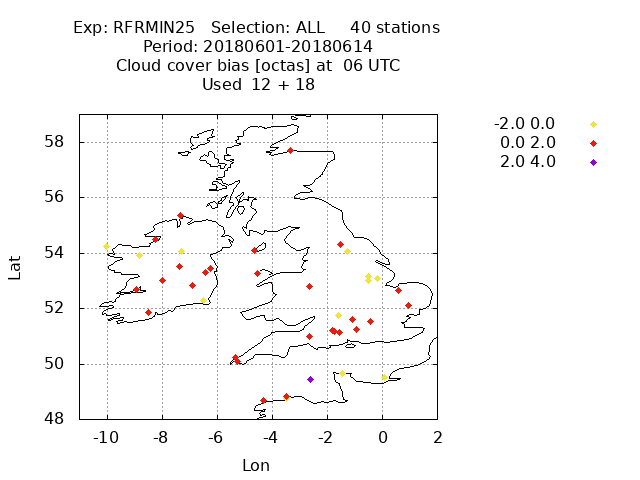 Exp: RFRMIN25   Selection: ALL     40 stations
Period: 20180601-20180614
Cloud cover bias [octas] at  06 UTC
Used  12 + 18
-2.0 0.0
0.0 2.0
2.0 4.0
58
56
54
52
50
48
Lat
-10 -8 -6 -4 -2 0 2
Lon